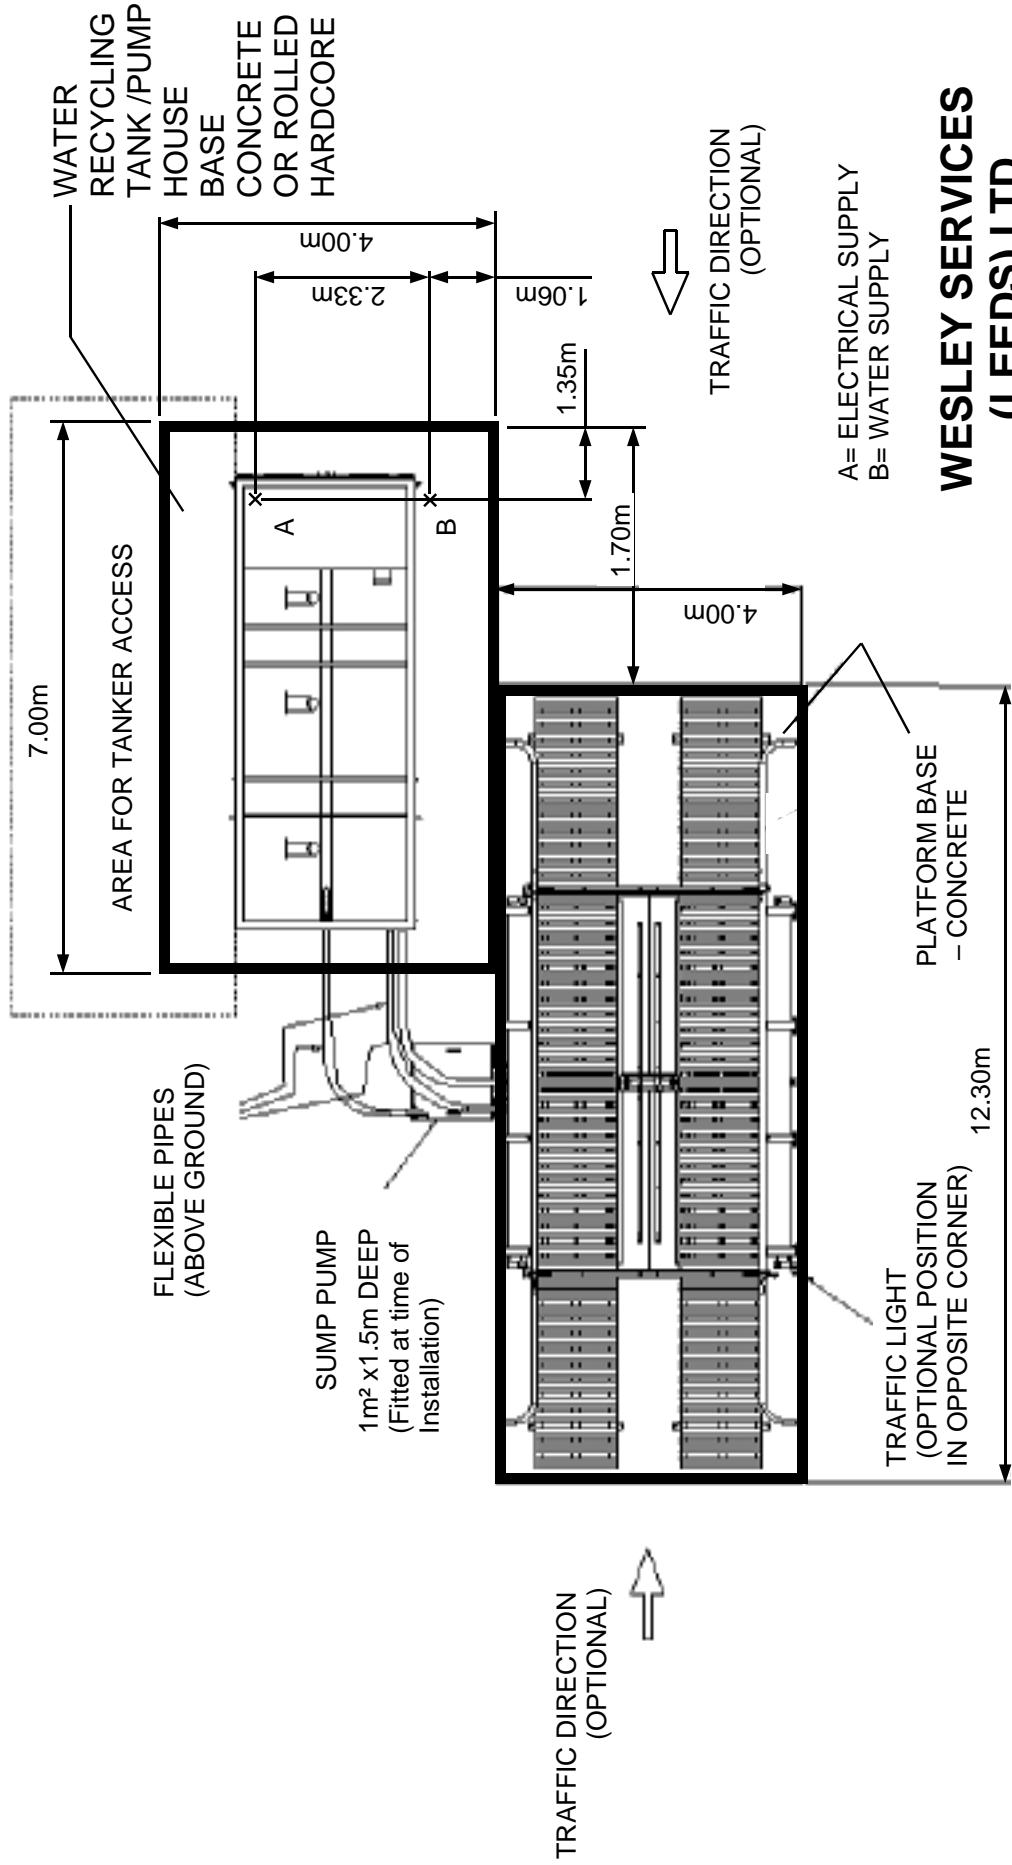 WATER
RECYCLING
TANK /PUMP
HOUSE
BASE
CONCRETE
OR ROLLED
HARDCORE
4.00m
2.33m
1.06m
1.35m
1.70m
7.00m
AREA FOR TANKER ACCESS
A
B
TRAFFIC DIRECTION
(OPTIONAL)
A= ELECTRICAL SUPPLY
B= WATER SUPPLY
WESLEY SERVICES
(LEEDS) LTD
4.00m
FLEXIBLE PIPES
(ABOVE GROUND)
SUMP PUMP
1m² x1.5m DEEP
(Fitted at time of
Installation)
PLATFORM BASE
– CONCRETE
12.30m
TRAFFIC LIGHT
(OPTIONAL POSITION
IN OPPOSITE CORNER)
TRAFFIC DIRECTION
(OPTIONAL)